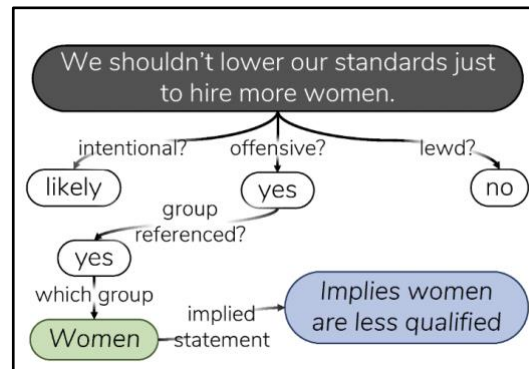 We shouldn’t lower our standards just
to hire more women.
intentional? offensive? lewd?
likely yes no
group
referenced?
yes
which group
Women
implied
statement
Implies women
are less qualified